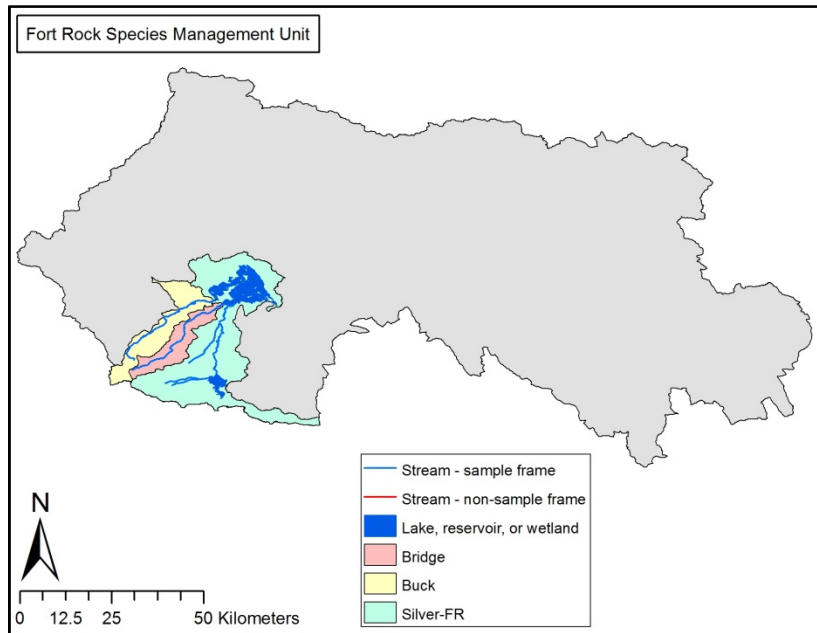 Fort Rock Species Management Unit
Stream - sample frame
Stream - non-sample frame
Lake, reservoir, or wetland
Bridge
Buck
Silver-FR
N
0 12.5 25 50 Kilometers